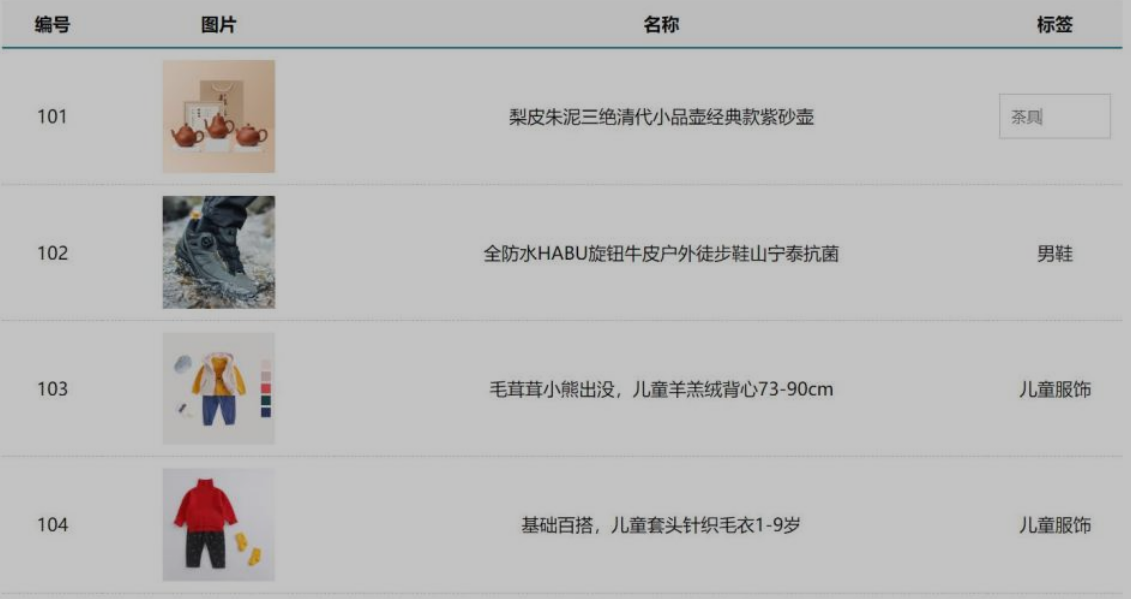 编号 图片 名称 标签
101 梨皮朱泥三绝清代小品壶经典款紫砂壶 茶具
102 全防水HABU旋钮牛皮户外徒步鞋山宁泰抗菌 男鞋
103 毛茸茸小熊出没，儿童羊羔绒背心73-90cm 儿童服饰
104 基础百搭，儿童套头针织毛衣1-9岁 儿童服饰